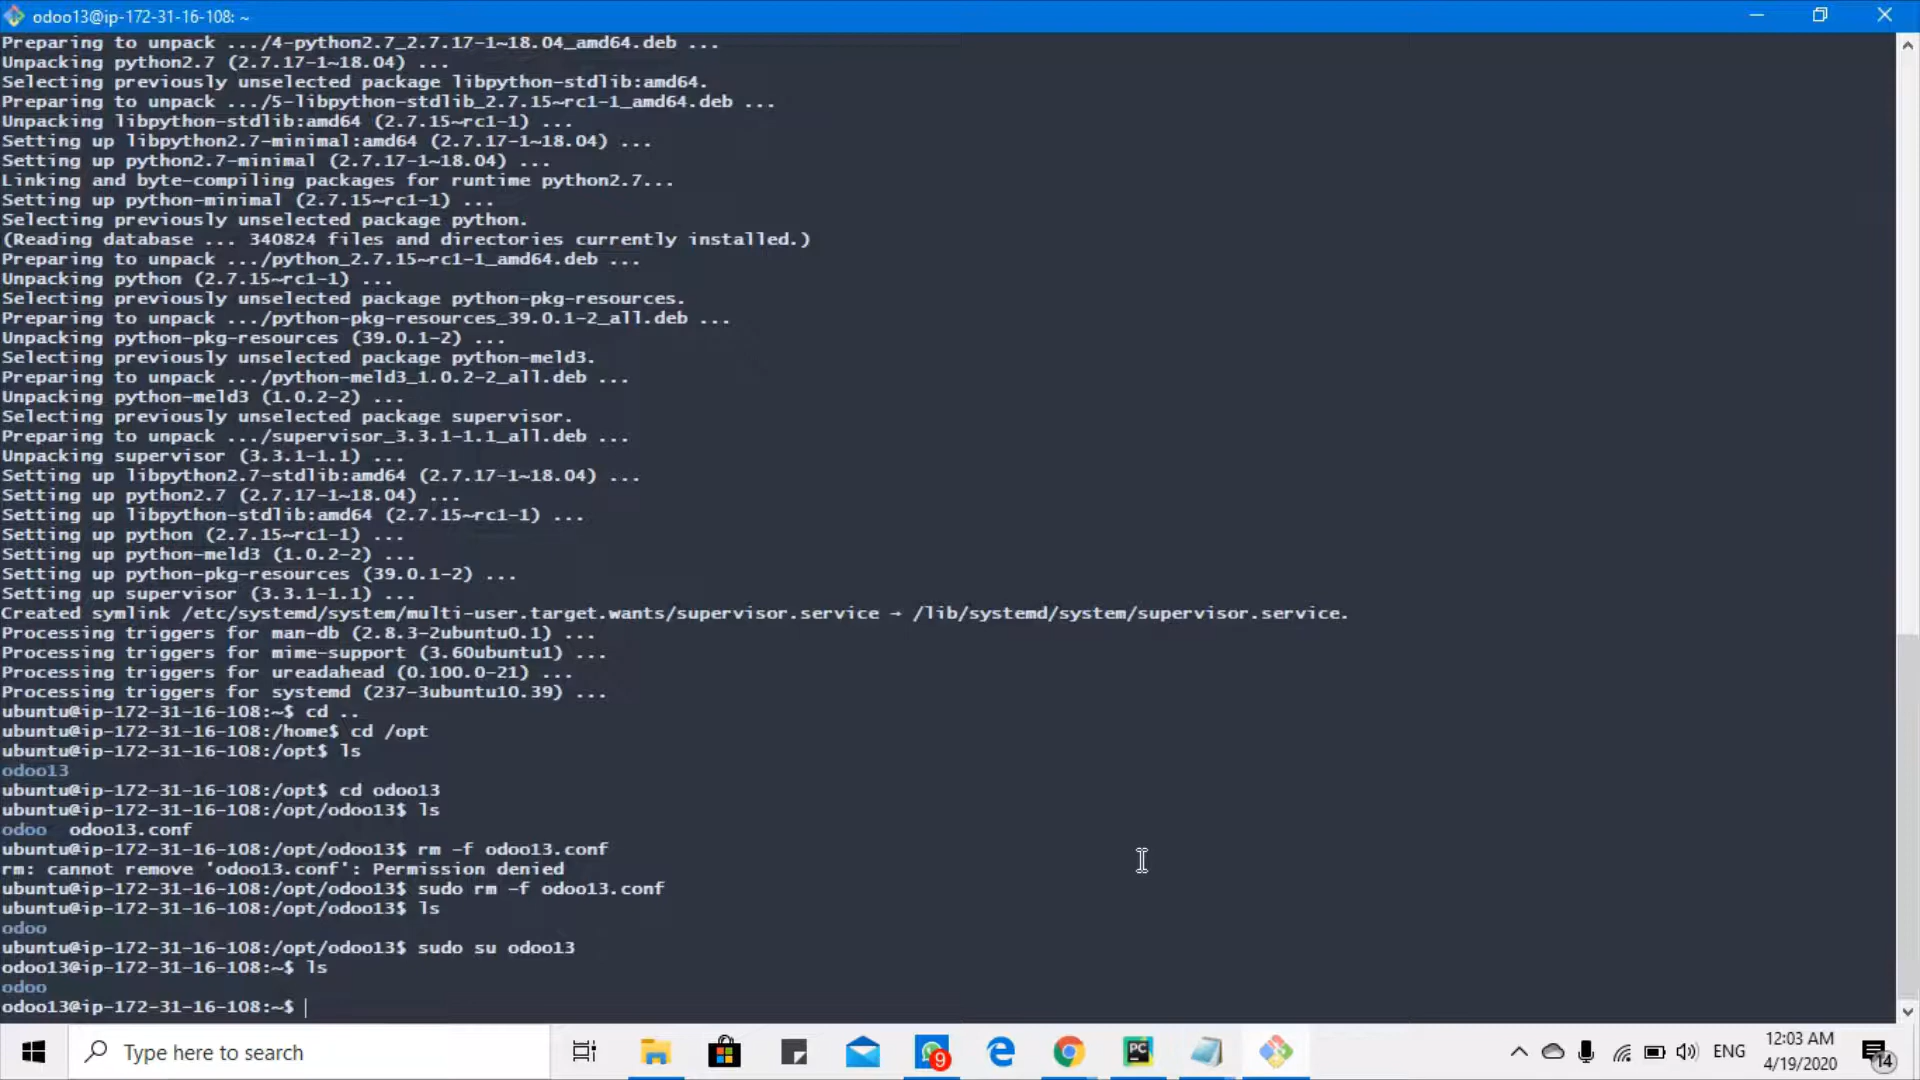 odoo13@ip-172-31-16-108: ~
Preparing to unpack .../4-python2.7_2.7.17-1~18.04_amd64.deb ...
Unpacking python2.7 (2.7.17-1~18.04) ...
Selecting previously unselected package libpython-stdlib:amd64.
Preparing to unpack .../5-libpython-stdlib_2.7.15~rc1-1_amd64.deb ...
Unpacking libpython-stdlib:amd64 (2.7.15~rc1-1) ...
Setting up libpython2.7-minimal:amd64 (2.7.17-1~18.04) ...
Setting up python2.7-minimal (2.7.17-1~18.04) ...
Linking and byte-compiling packages for runtime python2.7...
Setting up python-minimal (2.7.15~rc1-1) ...
Selecting previously unselected package python.
(Reading database ... 340824 files and directories currently installed.)
Preparing to unpack .../python_2.7.15~rc1-1_amd64.deb ...
Unpacking python (2.7.15~rc1-1) ...
Selecting previously unselected package python-pkg-resources.
Preparing to unpack .../python-pkg-resources_39.0.1-2_all.deb ...
Unpacking python-pkg-resources (39.0.1-2) ...
Selecting previously unselected package python-meld3.
Preparing to unpack .../python-meld3_1.0.2-2_all.deb ...
Unpacking python-meld3 (1.0.2-2) ...
Selecting previously unselected package supervisor.
Preparing to unpack .../supervisor_3.3.1-1.1_all.deb ...
Unpacking supervisor (3.3.1-1.1) ...
Setting up libpython2.7-stdlib:amd64 (2.7.17-1~18.04) ...
Setting up python2.7 (2.7.17-1~18.04) ...
Setting up libpython-stdlib:amd64 (2.7.15~rc1-1) ...
Setting up python (2.7.15~rc1-1) ...
Setting up python-meld3 (1.0.2-2) ...
Setting up python-pkg-resources (39.0.1-2) ...
Setting up supervisor (3.3.1-1.1) ...
Created symlink /etc/systemd/system/multi-user.target.wants/supervisor.service → /lib/systemd/system/supervisor.service.
Processing triggers for man-db (2.8.3-2ubuntu0.1) ...
Processing triggers for mime-support (3.60ubuntu1) ...
Processing triggers for ureadahead (0.100.0-21) ...
Processing triggers for systemd (237-3ubuntu10.39) ...
ubuntu@ip-172-31-16-108:~$ cd ..
ubuntu@ip-172-31-16-108:/home$ cd /opt
ubuntu@ip-172-31-16-108:/opt$ ls
odoo13
ubuntu@ip-172-31-16-108:/opt$ cd odoo13
ubuntu@ip-172-31-16-108:/opt/odoo13$ ls
odoo  odoo13.conf
ubuntu@ip-172-31-16-108:/opt/odoo13$ rm -f odoo13.conf
rm: cannot remove 'odoo13.conf': Permission denied
ubuntu@ip-172-31-16-108:/opt/odoo13$ sudo rm -f odoo13.conf
ubuntu@ip-172-31-16-108:/opt/odoo13$ ls
odoo
ubuntu@ip-172-31-16-108:/opt/odoo13$ sudo su odoo13
odoo13@ip-172-31-16-108:~$ ls
odoo
odoo13@ip-172-31-16-108:~$
Type here to search
9
PC
ENG
12:03 AM
4/19/2020
14